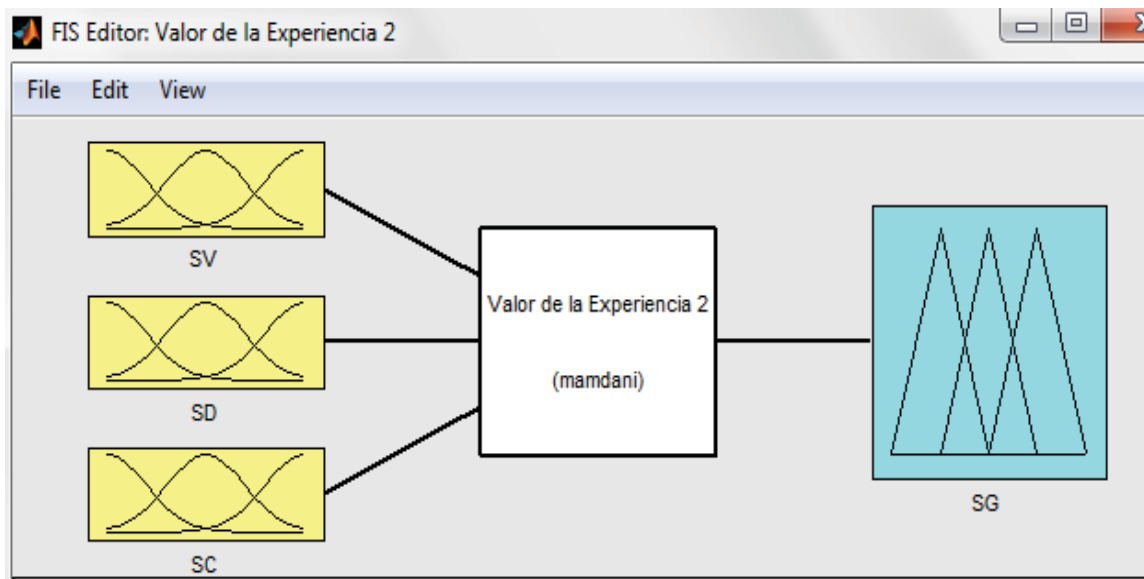 FIS Editor: Valor de la Experiencia 2
File Edit View
SV
SD
SC
Valor de la Experiencia 2
(mamdani)
SG